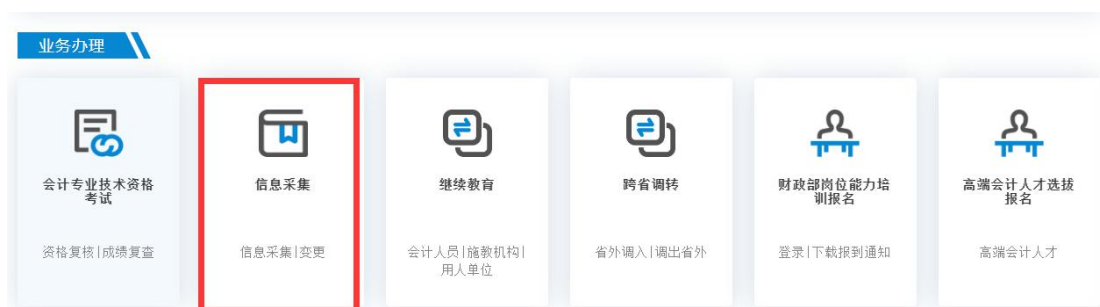 业务办理
会计专业技术资格
考试
资格复核|成绩复查
信息采集
信息采集|变更
继续教育
会计人员|施教机构|
用人单位
跨省调转
省外调入|调出省外
财政部岗位能力培
训报名
登录|下载报到通知
高端会计人才选拔
报名
高端会计人才